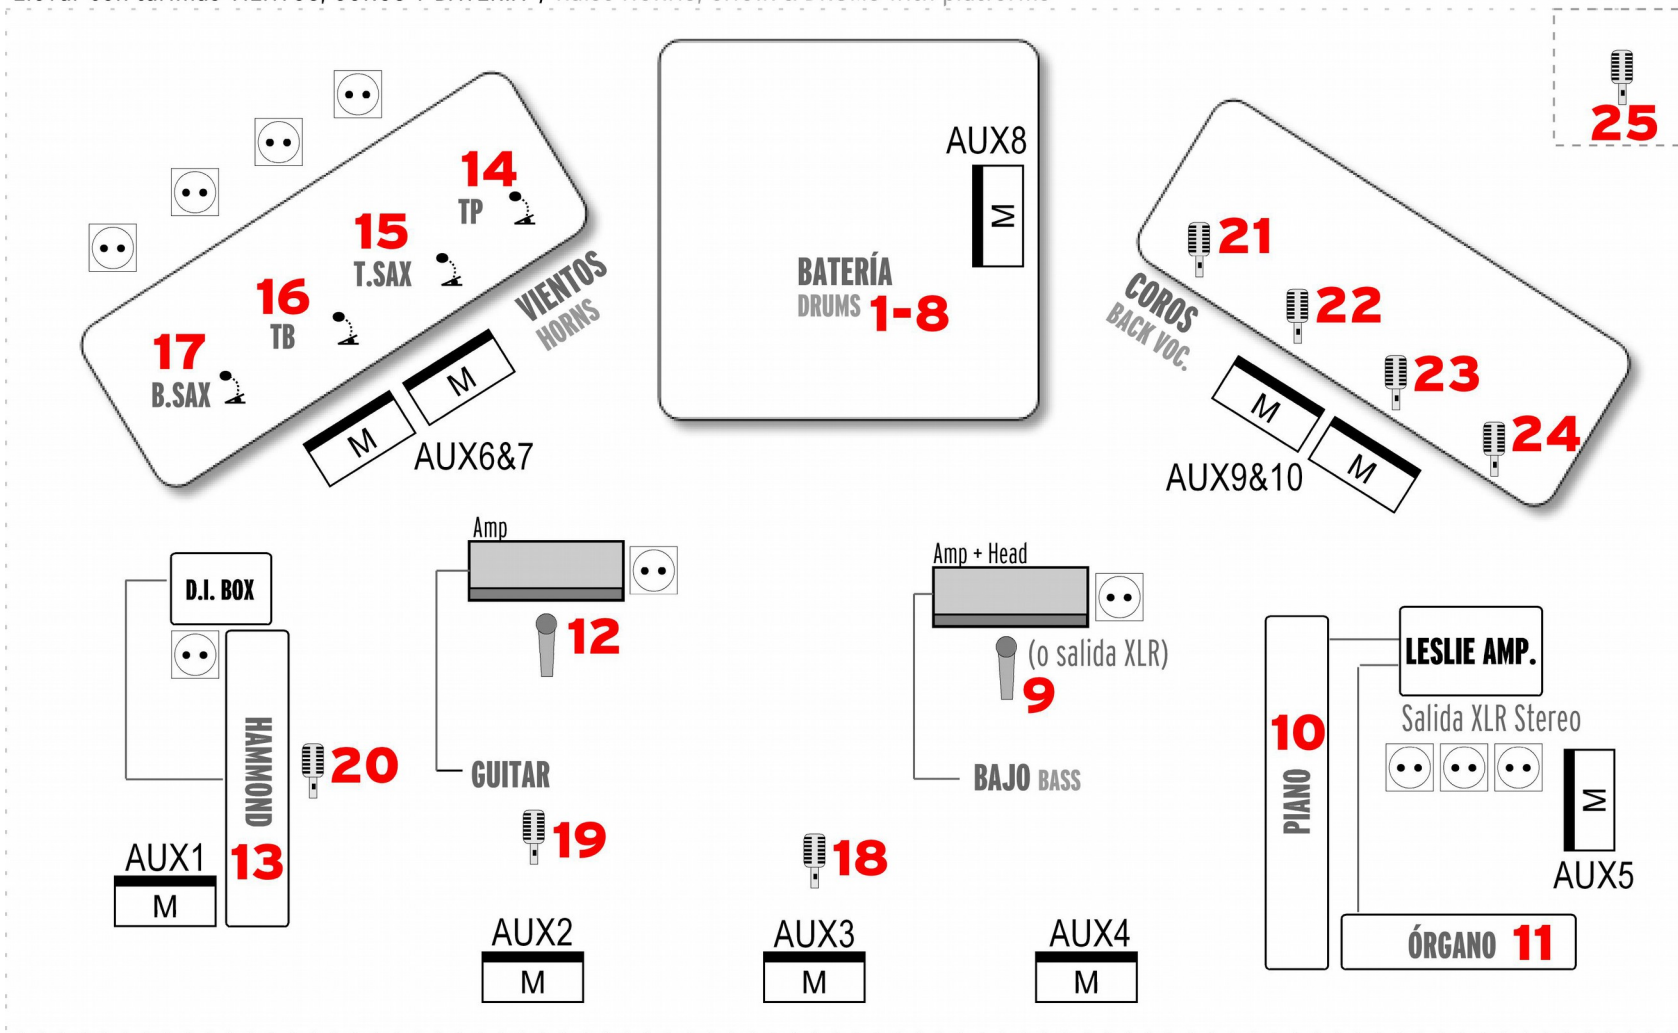 25
AUX8
14
TP
15
T.SAX
16
TB
17
B.SAX
VIENTOS
HORNS
M
M
AUX6&7
M
BATERÍA
DRUMS 1-8
21
22
23
24
COROS
BACK VOC.
M
M
AUX9&10
D.I. BOX
HAMMOND
13
20
AUX1
M
Amp
12
GUITAR
19
AUX2
M
18
AUX3
M
Amp + Head
(o salida XLR)
9
BAJO BASS
AUX4
M
10
PIANO
LESLIE AMP.
Salida XLR Stereo
M
AUX5
ÓRGANO 11